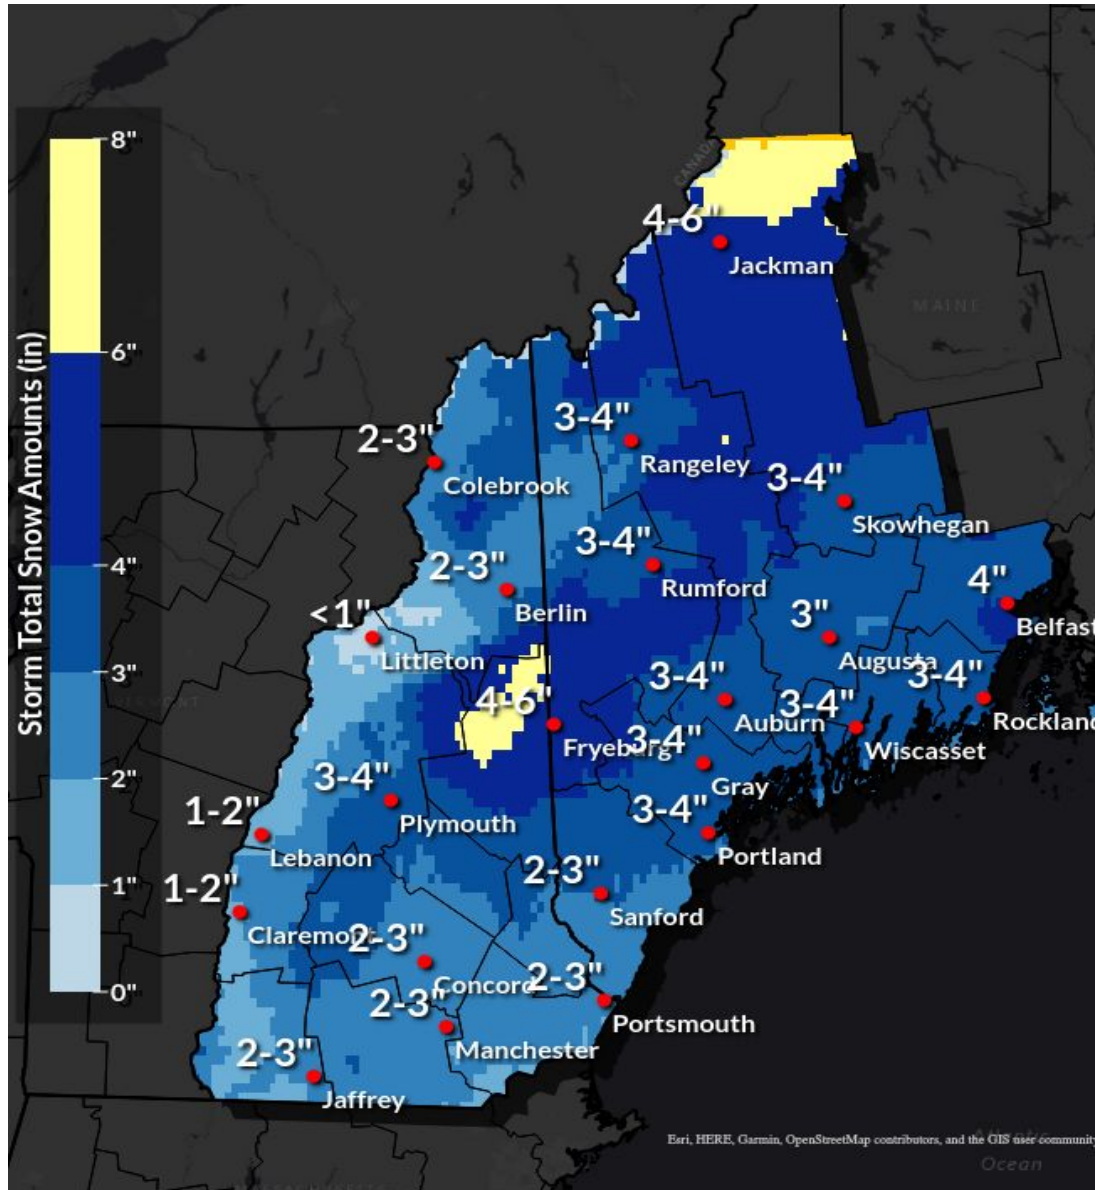 Storm Total Snow Amounts (in)
8"
6"
4"
3"
2"
1"
0"
CANADA
MAINE
4-6"
Jackman
3-4"
Rangeley
2-3"
Colebrook
3-4"
Skowhegan
3-4"
Rumford
2-3"
Berlin
4"
Belfast
<1"
Littleton
3"
Augusta
3-4"
Auburn
3-4"
Rockland
4-6"
Fryeburg
3-4"
Wiscasset
3-4"
Gray
3-4"
Plymouth
3-4"
Portland
1-2"
Lebanon
2-3"
Sanford
1-2"
Claremont
2-3"
Concord
2-3"
Portsmouth
2-3"
Manchester
2-3"
Jaffrey
Esri, HERE, Garmin, OpenStreetMap contributors, and the GIS user community
Atlantic
Ocean